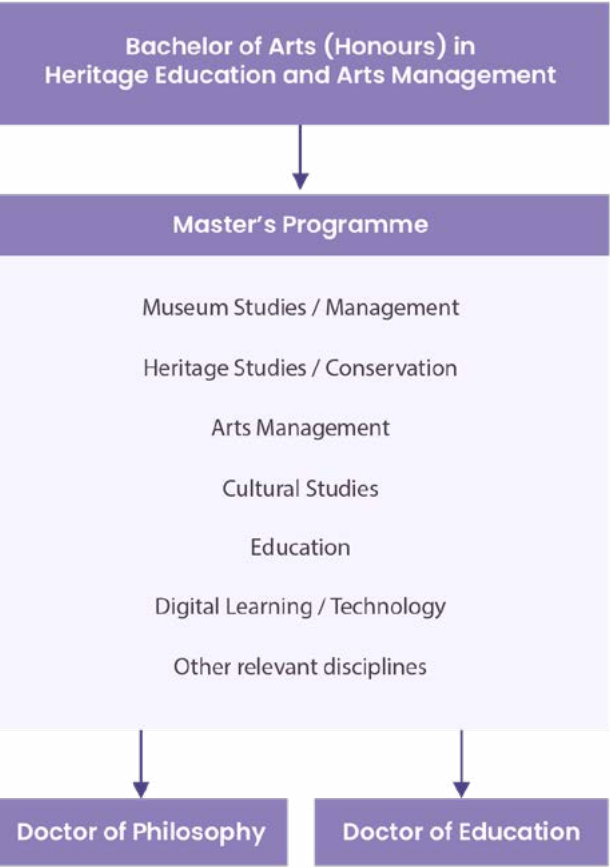 Bachelor of Arts (Honours) in
Heritage Education and Arts Management
Master's Programme
Museum Studies / Management
Heritage Studies / Conservation
Arts Management
Cultural Studies
Education
Digital Learning / Technology
Other relevant disciplines
Doctor of Philosophy
Doctor of Education